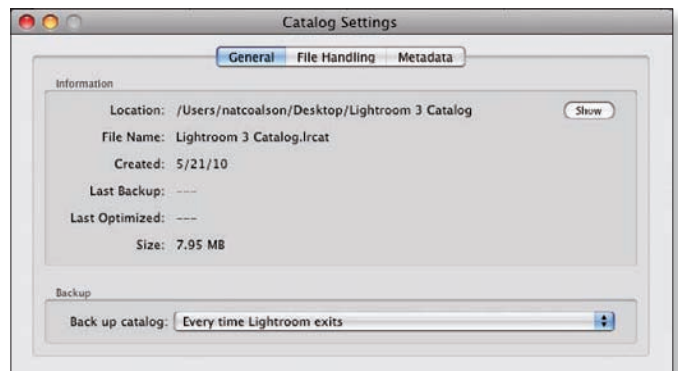 Catalog Settings
General File Handling Metadata
Information
Location: /Users/natcoalson/Desktop/Lightroom 3 Catalog Show
File Name: Lightroom 3 Catalog.lrcat
Created: 5/21/10
Last Backup: ---
Last Optimized: ---
Size: 7.95 MB
Backup
Back up catalog: Every time Lightroom exits